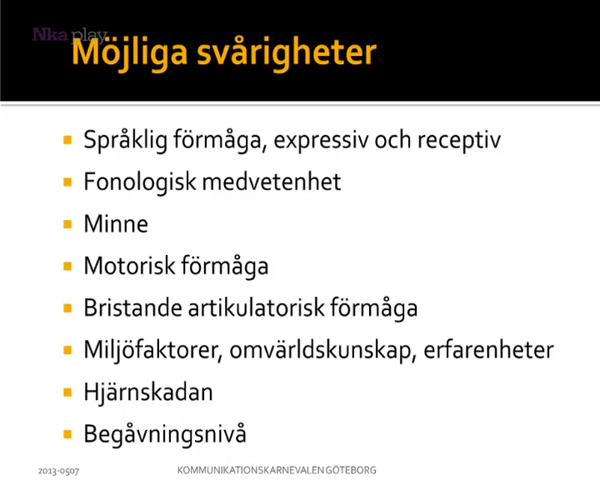 Nka play
Möjliga svårigheter
Språklig förmåga, expressiv och receptiv
Fonologisk medvetenhet
Minne
Motorisk förmåga
Bristande artikulatorisk förmåga
Miljöfaktorer, omvärldskunskap, erfarenheter
Hjärnskadan
Begåvningsnivå
2013-0507 KOMMUNIKATIONSKARNEVALEN GÖTEBORG